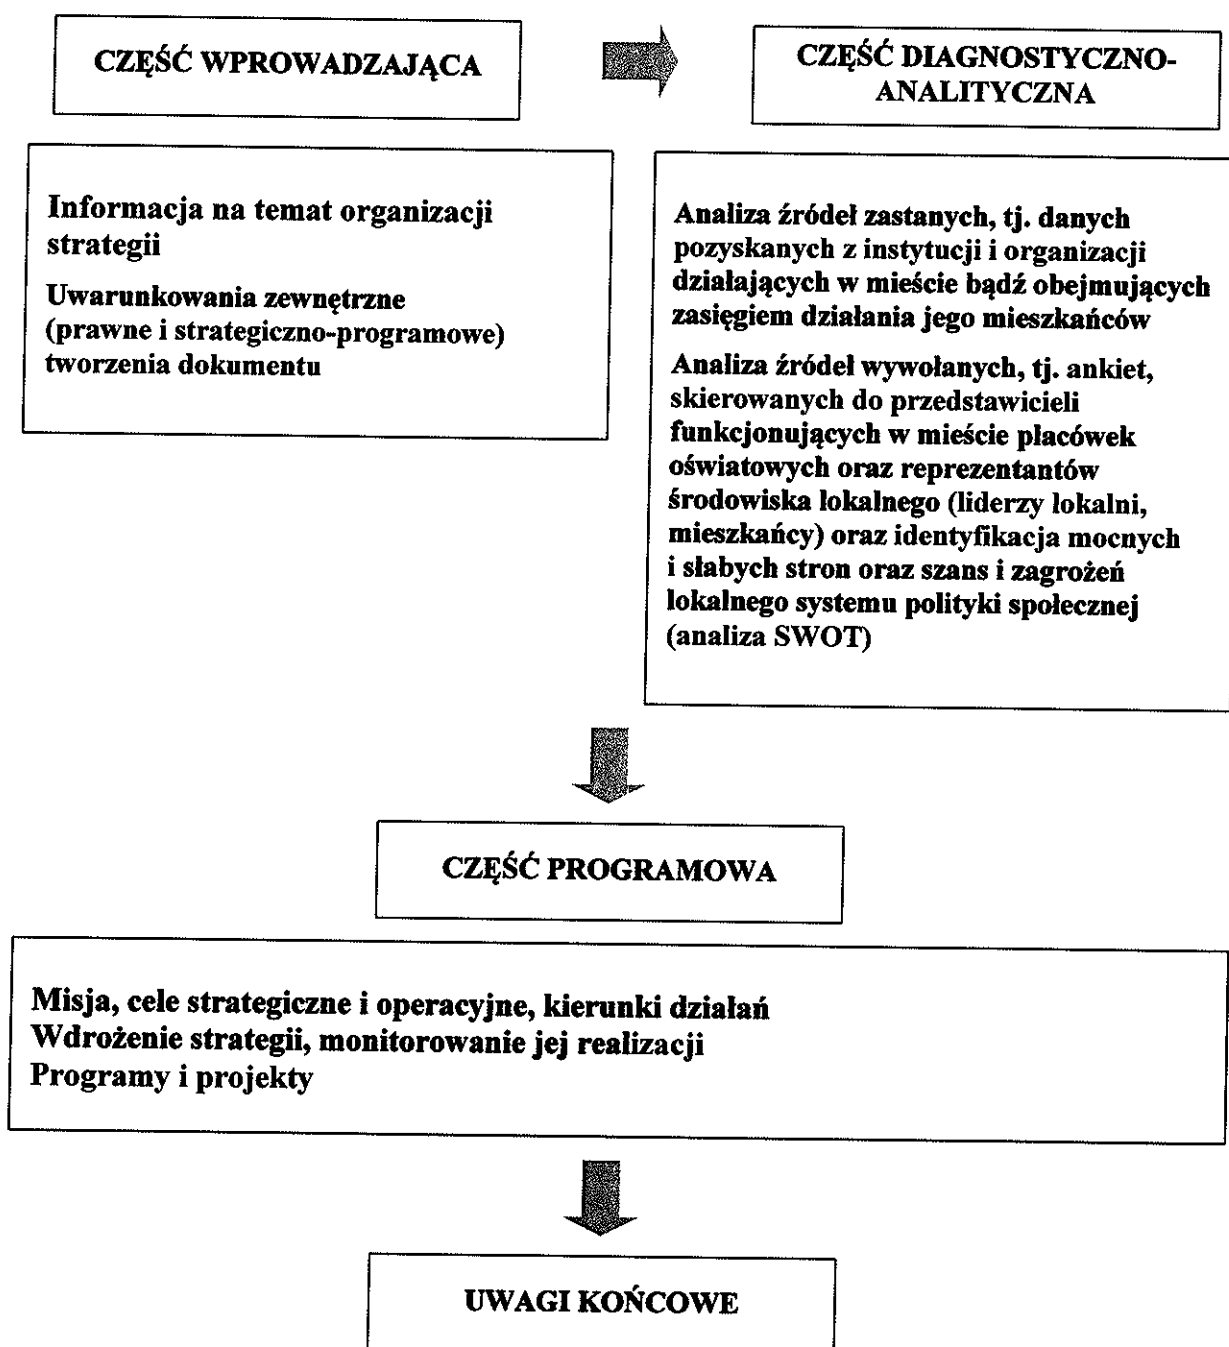 CZĘŚĆ WPROWADZAJĄCA
CZĘŚĆ DIAGNOSTYCZNO-
ANALITYCZNA
Informacja na temat organizacji
strategii
Uwarunkowania zewnętrzne
(prawne i strategiczno-programowe)
tworzenia dokumentu
Analiza źródeł zastanych, tj. danych
pozyskanych z instytucji i organizacji
działających w mieście bądź obejmujących
zasięgiem działania jego mieszkańców
Analiza źródeł wywołanych, tj. ankiet,
skierowanych do przedstawicieli
funkcjonujących w mieście placówek
oświatowych oraz reprezentantów
środowiska lokalnego (liderzy lokalni,
mieszkańcy) oraz identyfikacja mocnych
i słabych stron oraz szans i zagrożeń
lokalnego systemu polityki społecznej
(analiza SWOT)
CZĘŚĆ PROGRAMOWA
Misja, cele strategiczne i operacyjne, kierunki działań
Wdrożenie strategii, monitorowanie jej realizacji
Programy i projekty
UWAGI KOŃCOWE